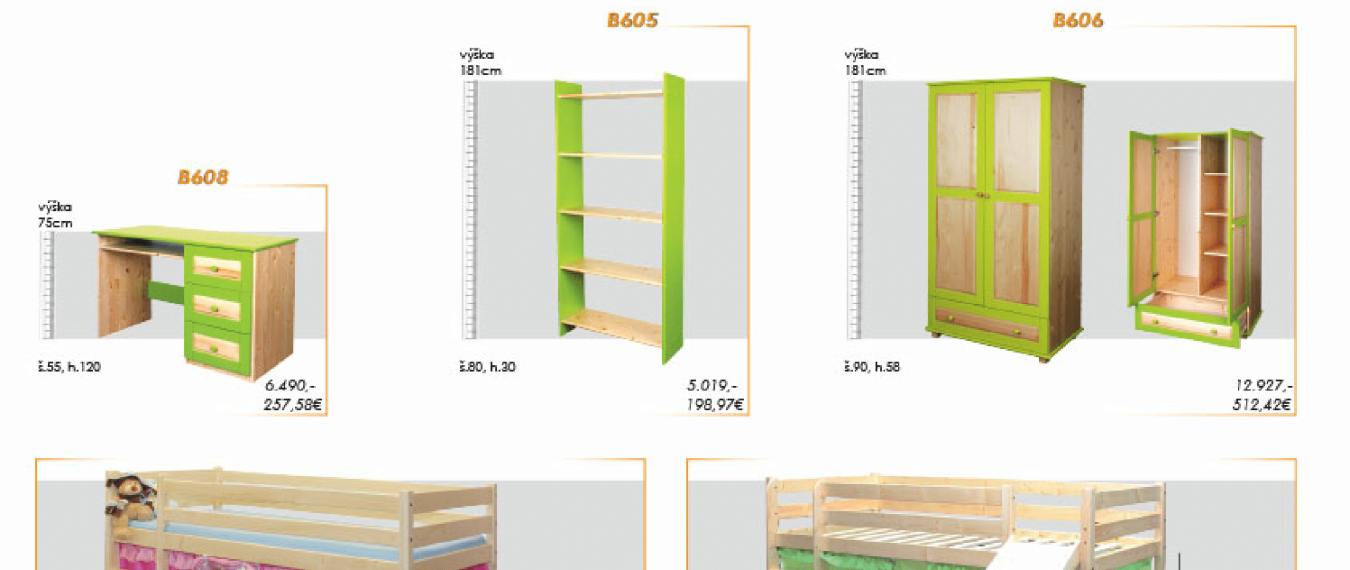 B605
B606
výška
181cm
výška
181cm
B608
výška
75cm
š.55, h.120
š.80, h.30
š.90, h.58
6.490,-
257,58€
5.019,-
198,97€
12.927,-
512,42€